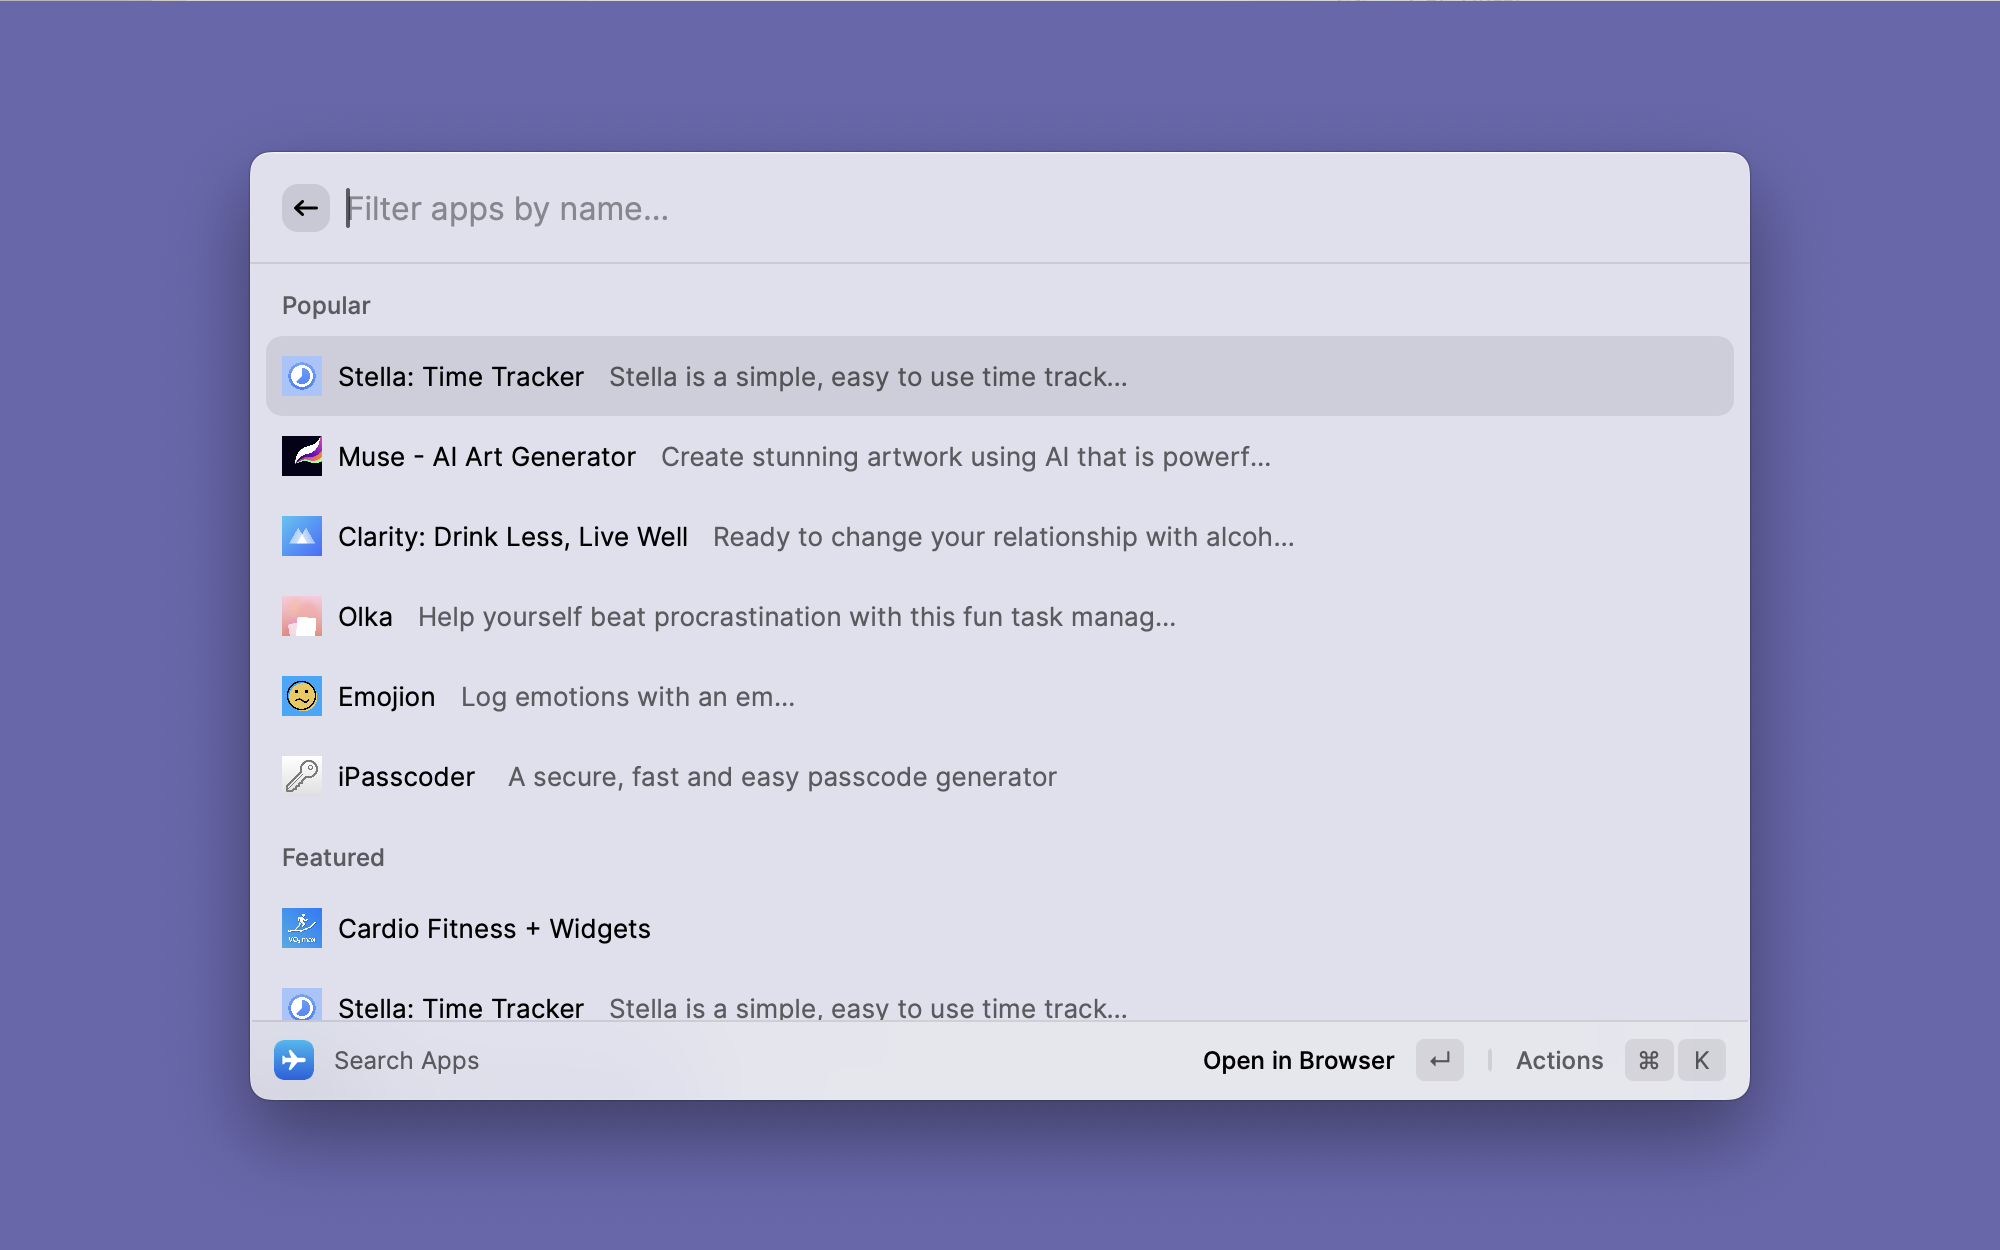 Filter apps by name...
Popular
Stella: Time Tracker Stella is a simple, easy to use time track...
Muse - AI Art Generator Create stunning artwork using AI that is powerf...
Clarity: Drink Less, Live Well Ready to change your relationship with alcoh...
Olka Help yourself beat procrastination with this fun task manag...
Emojion Log emotions with an em...
iPasscoder A secure, fast and easy passcode generator
Featured
VO₂ max
Cardio Fitness + Widgets
Stella: Time Tracker Stella is a simple, easy to use time track...
Search Apps Open in Browser ↵ Actions ⌘ K